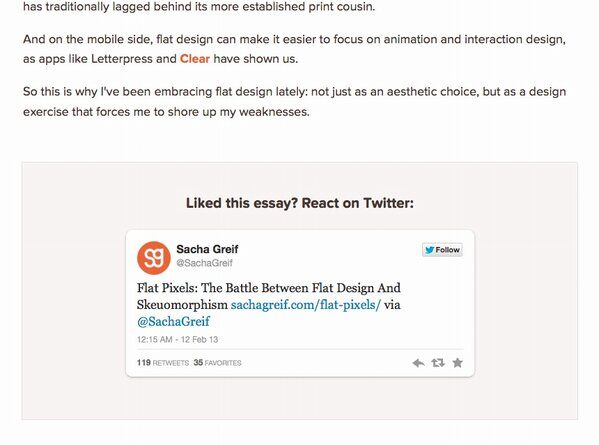 has traditionally lagged behind its more established print cousin.
And on the mobile side, flat design can make it easier to focus on animation and interaction design,
as apps like Letterpress and Clear have shown us.
So this is why I've been embracing flat design lately: not just as an aesthetic choice, but as a design
exercise that forces me to shore up my weaknesses.
Liked this essay? React on Twitter:
sg
Sacha Greif
@SachaGreif
Follow
Flat Pixels: The Battle Between Flat Design And
Skeuomorphism sachagreif.com/flat-pixels/ via
@SachaGreif
12:15 AM - 12 Feb 13
119 RETWEETS 35 FAVORITES